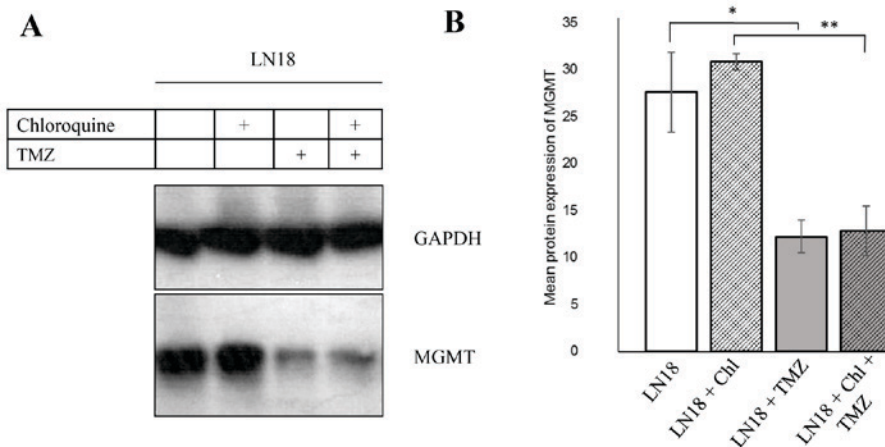 A
LN18
Chloroquine + +
TMZ + +
GAPDH
MGMT
B
Mean protein expression of MGMT
35
30
25
20
15
10
5
0
*
**
LN18
LN18 + Chl
LN18 + TMZ
LN18 + Chl +
TMZ